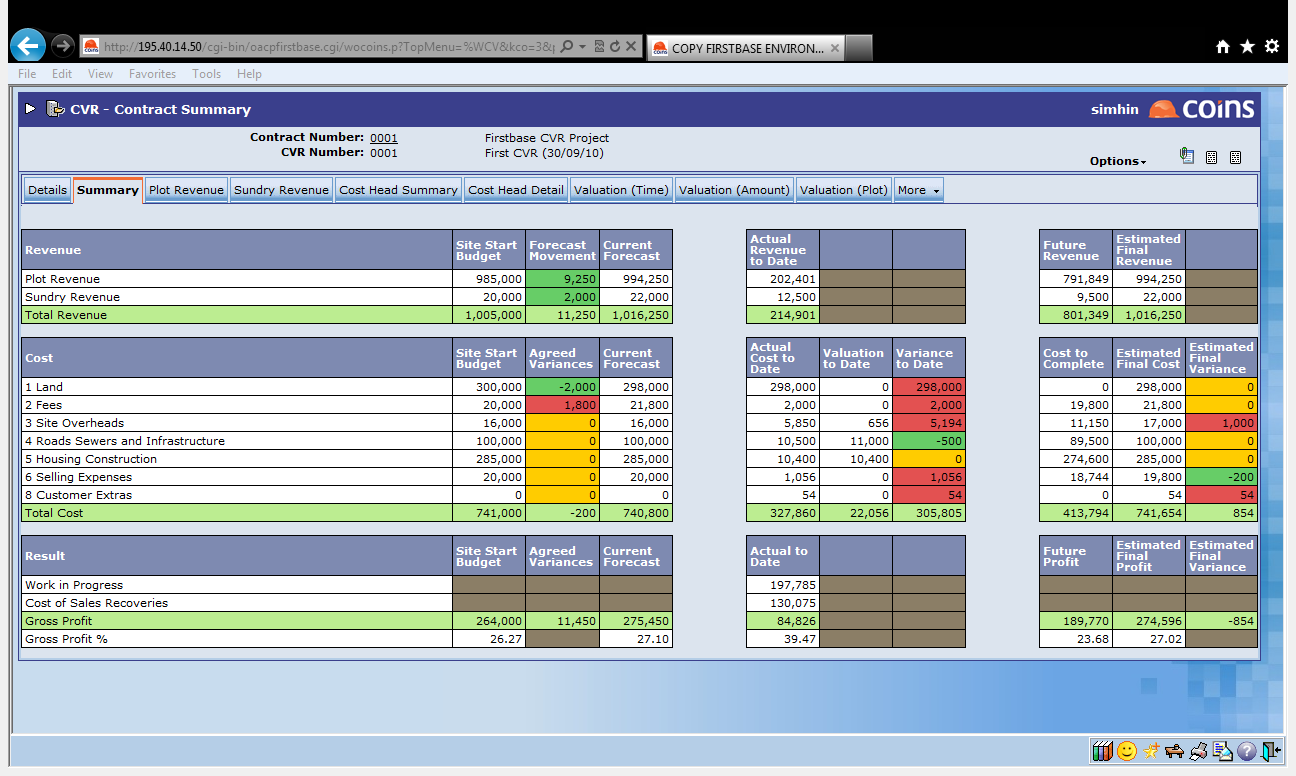 http://195.40.14.50/cgi-bin/oacpfirstbase.cgi/wocoins.p?TopMenu=%WCV&kco=3&
COPY FIRSTBASE ENVIRON...
File Edit View Favorites Tools Help
CVR - Contract Summary
simhin
coins
Contract Number: 0001 Firstbase CVR Project
CVR Number: 0001 First CVR (30/09/10)
Options
Details Summary Plot Revenue Sundry Revenue Cost Head Summary Cost Head Detail Valuation (Time) Valuation (Amount) Valuation (Plot) More
Revenue Site Start Budget Forecast Movement Current Forecast Actual Revenue to Date Future Revenue Estimated Final Revenue
Plot Revenue 985,000 9,250 994,250 202,401 791,849 994,250
Sundry Revenue 20,000 2,000 22,000 12,500 9,500 22,000
Total Revenue 1,005,000 11,250 1,016,250 214,901 801,349 1,016,250
Cost Site Start Budget Agreed Variances Current Forecast Actual Cost to Date Valuation to Date Variance to Date Cost to Complete Estimated Final Cost Estimated Final Variance
1 Land 300,000 -2,000 298,000 298,000 0 298,000 0 298,000 0
2 Fees 20,000 1,800 21,800 2,000 0 2,000 19,800 21,800 0
3 Site Overheads 16,000 0 16,000 5,850 656 5,194 11,150 17,000 1,000
4 Roads Sewers and Infrastructure 100,000 0 100,000 10,500 11,000 -500 89,500 100,000 0
5 Housing Construction 285,000 0 285,000 10,400 10,400 0 274,600 285,000 0
6 Selling Expenses 20,000 0 20,000 1,056 0 1,056 18,744 19,800 -200
8 Customer Extras 0 0 0 54 0 54 0 54 54
Total Cost 741,000 -200 740,800 327,860 22,056 305,805 413,794 741,654 854
Result Site Start Budget Agreed Variances Current Forecast Actual to Date Future Profit Estimated Final Profit Estimated Final Variance
Work in Progress 197,785
Cost of Sales Recoveries 130,075
Gross Profit 264,000 11,450 275,450 84,826 189,770 274,596 -854
Gross Profit % 26.27 27.10 39.47 23.68 27.02